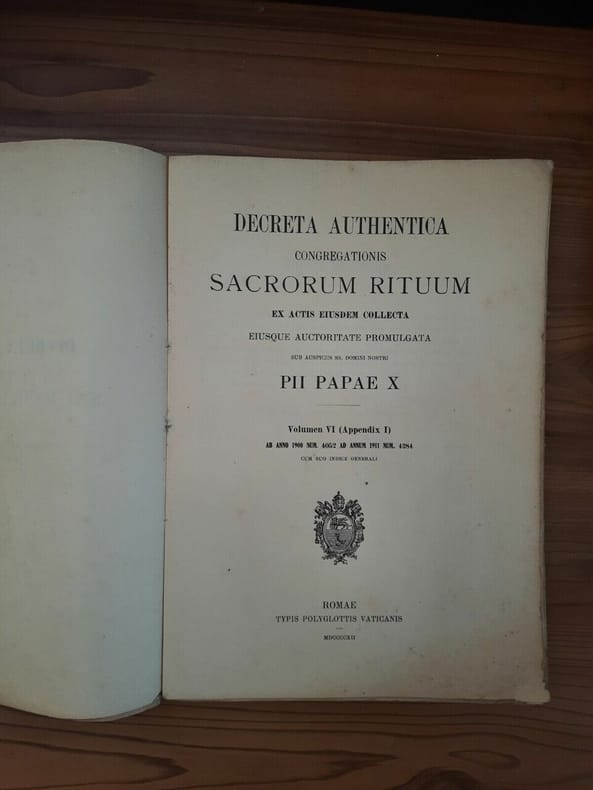 DECRETA AUTHENTICA
CONGREGATIONIS
SACRORUM RITUUM
EX ACTIS EIUSDEM COLLECTA
EIUSQUE AUCTORITATE PROMULGATA
SUB AUSPICIIS SS. DOMINI NOSTRI
PII PAPAE X
Volumen VI (Appendix I)
AB ANNO 1900 NUM. 4052 AD ANNUM 1911 NUM. 4284
CUM SUO INDICE GENERALI
ROMAE
TYPIS POLYGLOTTIS VATICANIS
MDCCCCXII